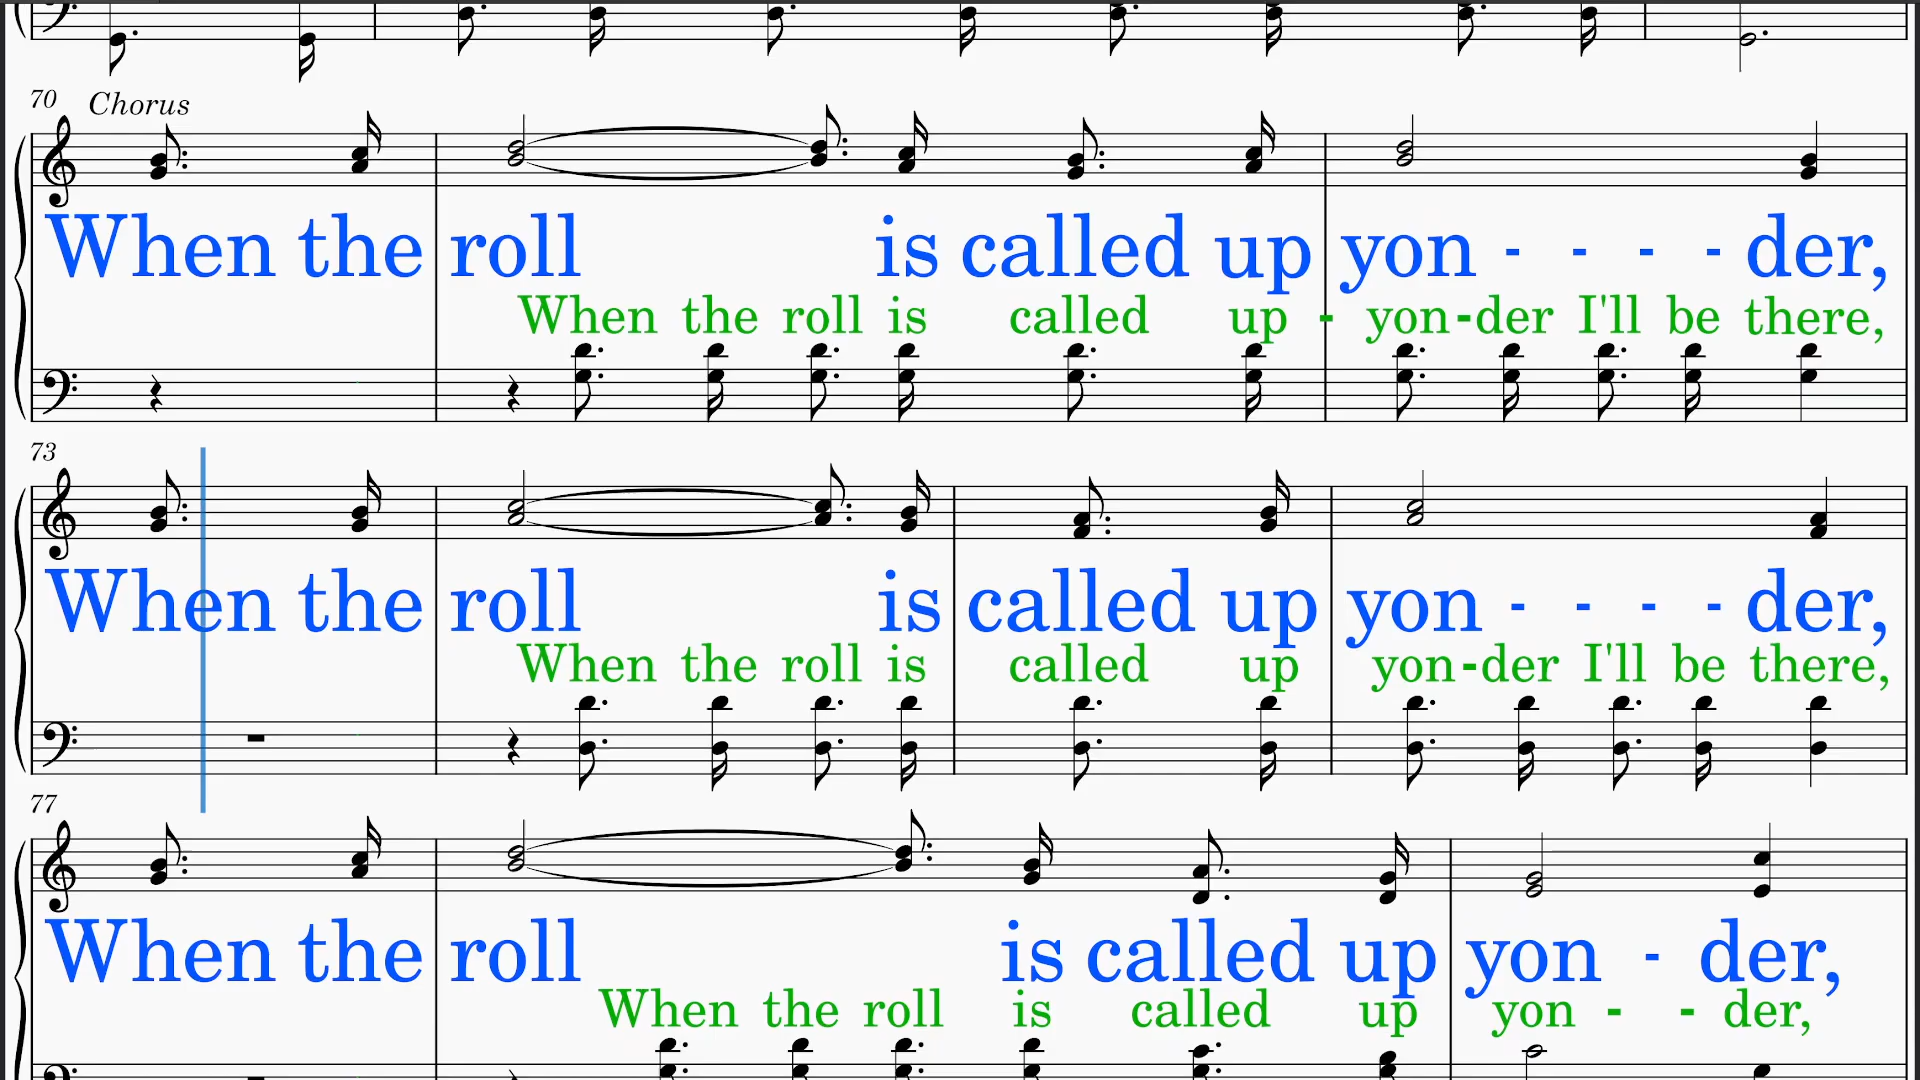 70 Chorus
When the roll is called up yon - - - - der,
When the roll is called up - yon-der I'll be there,
73
When the roll is called up yon - - - - der,
When the roll is called up yon-der I'll be there,
77
When the roll is called up yon - der,
When the roll is called up yon - - der,